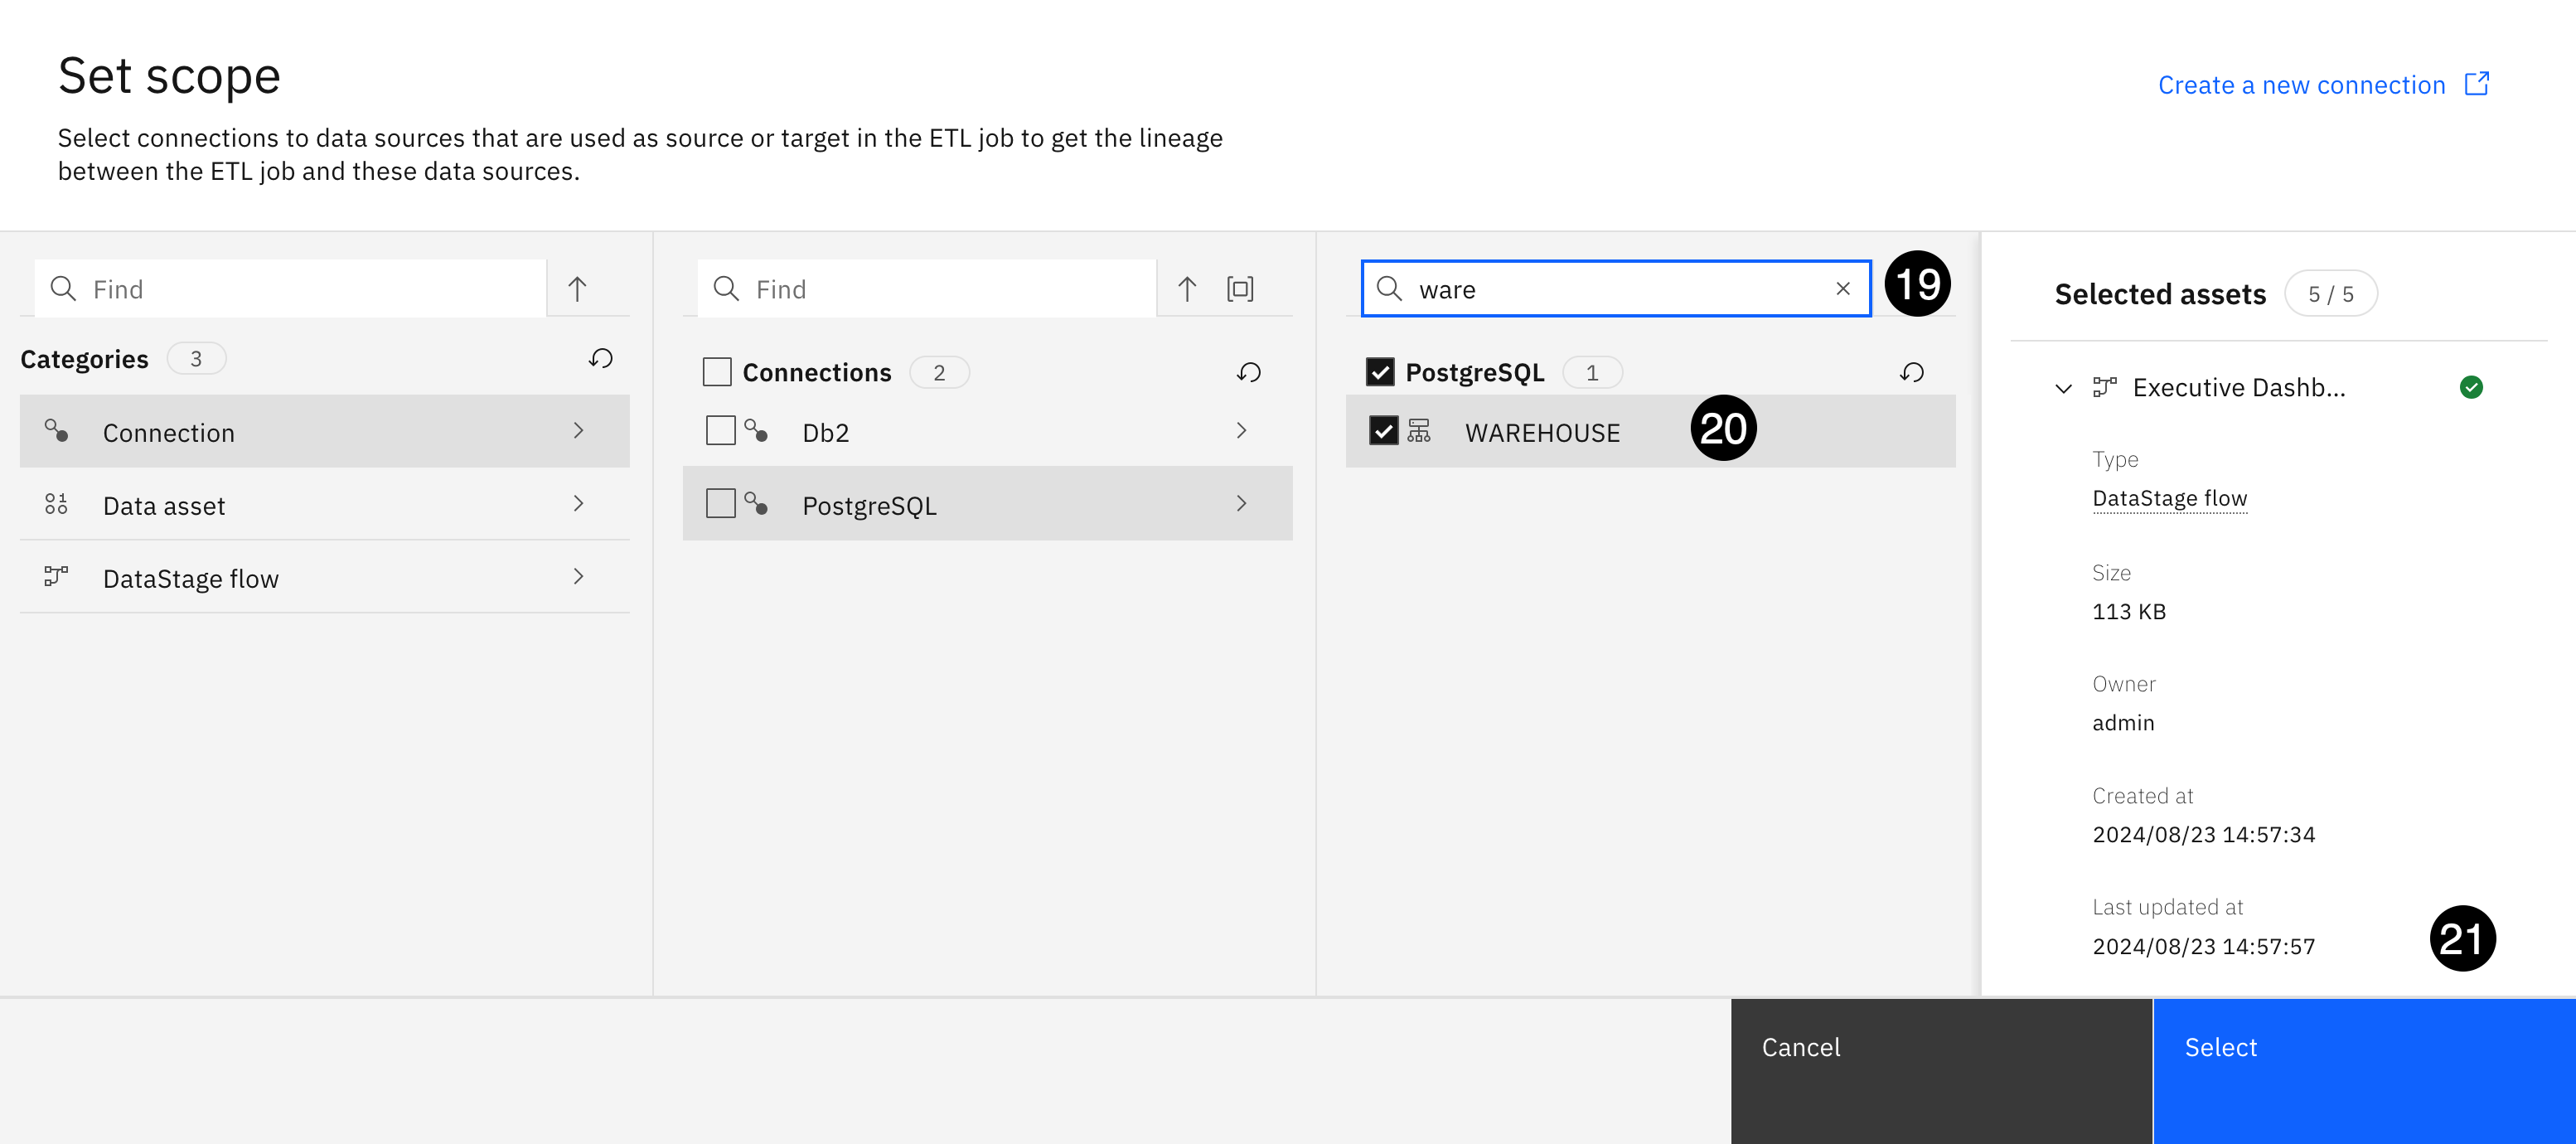 Set scope
Create a new connection
Select connections to data sources that are used as source or target in the ETL job to get the lineage
between the ETL job and these data sources.
Find
Categories 3
Connection
Data asset
DataStage flow
Find
Connections 2
Db2
PostgreSQL
ware
19
PostgreSQL 1
WAREHOUSE
20
Selected assets 5 / 5
Executive Dashb...
Type
DataStage flow
Size
113 KB
Owner
admin
Created at
2024/08/23 14:57:34
Last updated at
2024/08/23 14:57:57
21
Cancel
Select